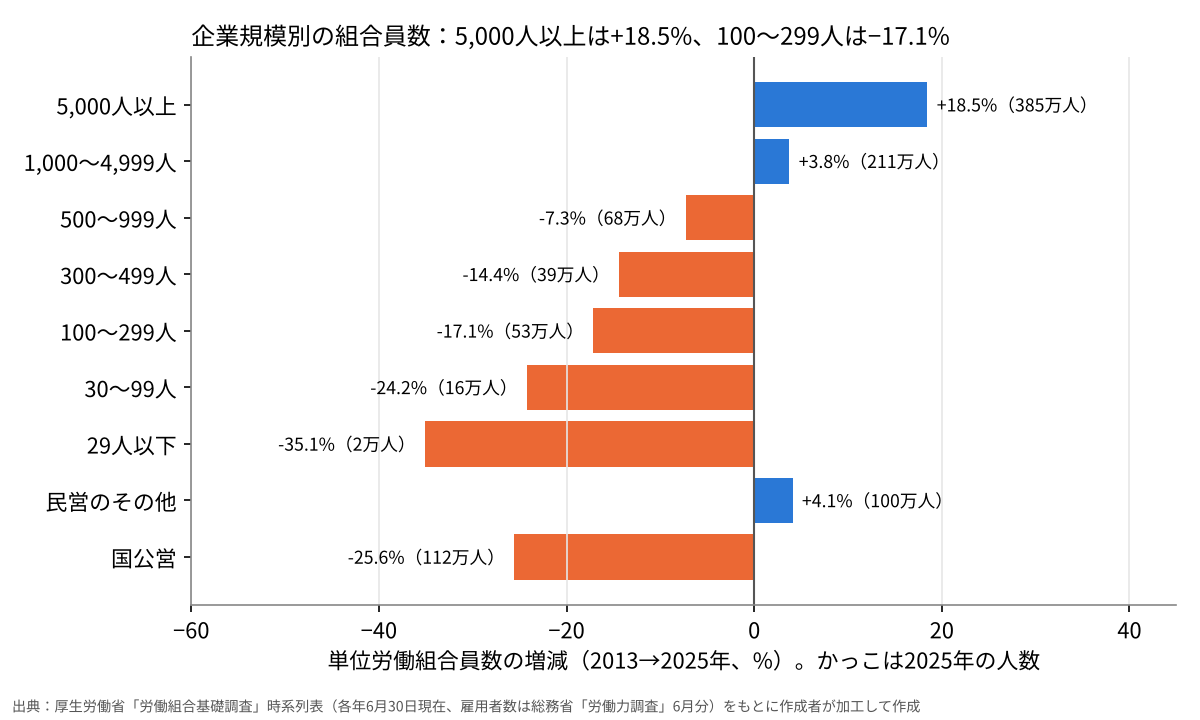 企業規模別の組合員数：5,000人以上は+18.5%、100〜299人は−17.1%
5,000人以上
+18.5%（385万人）
1,000〜4,999人
+3.8%（211万人）
500〜999人
-7.3%（68万人）
300〜499人
-14.4%（39万人）
100〜299人
-17.1%（53万人）
30〜99人
-24.2%（16万人）
29人以下
-35.1%（2万人）
民営のその他
+4.1%（100万人）
国公営
-25.6%（112万人）
−60 −40 −20 0 20 40
単位労働組合員数の増減（2013→2025年、%）。かっこは2025年の人数
出典：厚生労働省「労働組合基礎調査」時系列表（各年6月30日現在、雇用者数は総務省「労働力調査」6月分）をもとに作成者が加工して作成